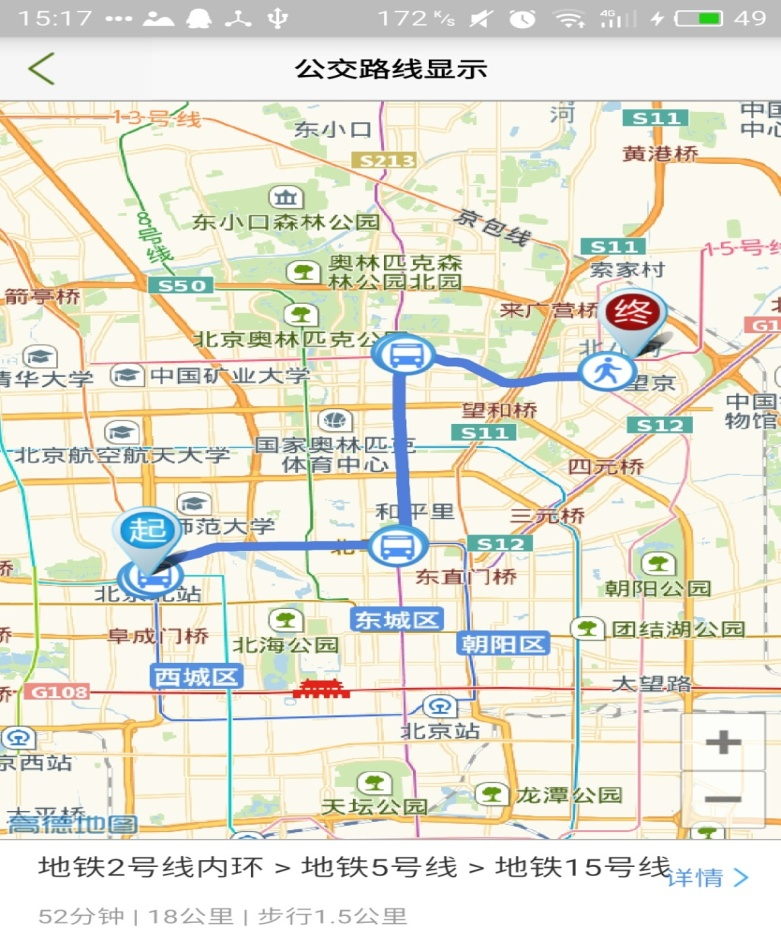 15:17 ••• 172 K/s 4G 49
公交路线显示
13号线
东小口
河
S11
中国
中心
S213
黄港桥
8号线
东小口森林公园
京包线
S11
15号线
索家村
奥林匹克森
林公园北园
S50
箭亭桥
来广营桥
终
G1
北京奥林匹克公
北小河
清华大学
中国矿业大学
望京
望和桥
中国
物馆
S11
S12
北京航空航天大学
国家奥林匹克
体育中心
四元桥
和平里
三元桥
起
师范大学
北
S12
东直门桥
桥
北京北站
朝阳公园
东城区
阜成门桥
北海公园
朝阳区
团结湖公园
桥
西城区
大望路
桥
G108
北京站
京西站
天坛公园
龙潭公园
太平桥
高德地图
地铁2号线内环 > 地铁5号线 > 地铁15号线
详情
52分钟 | 18公里 | 步行1.5公里